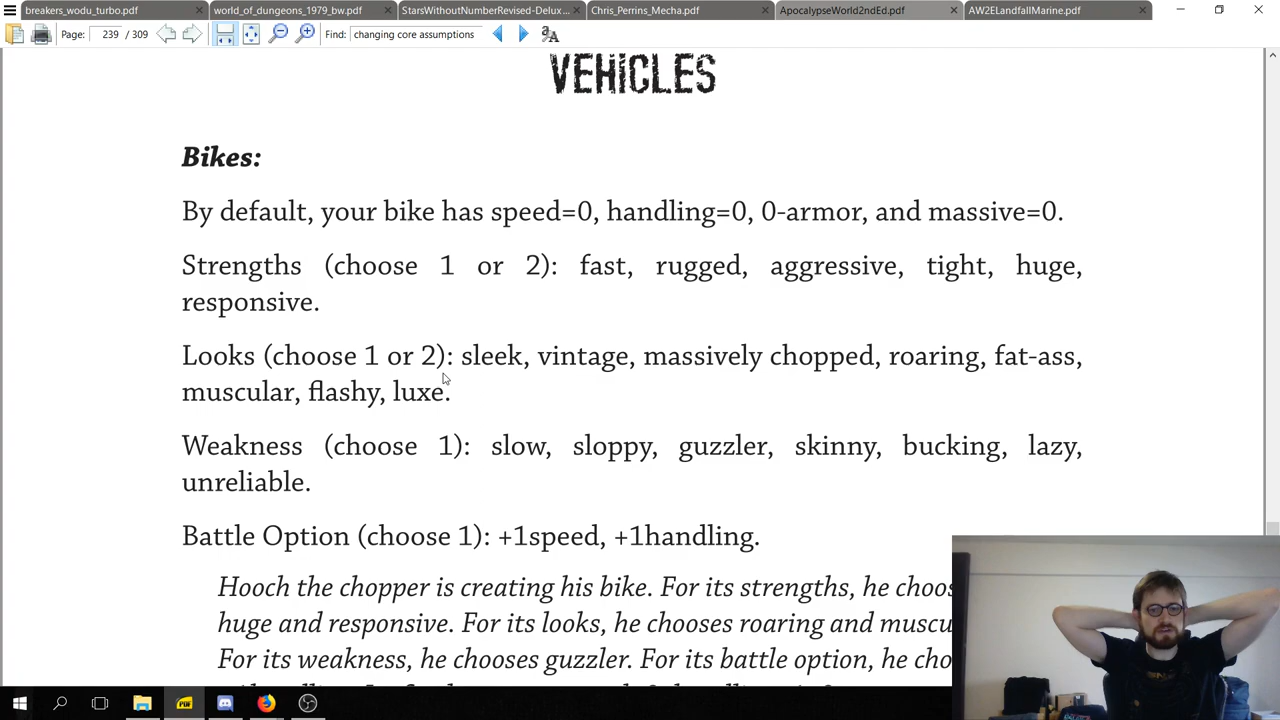 breakers_wodu_turbo.pdf
world_of_dungeons_1979_bw.pdf
StarsWithoutNumberRevised-Delux...
Chris_Perrins_Mecha.pdf
ApocalypseWorld2ndEd.pdf
AW2ELandfallMarine.pdf
Page: 239 / 309
Find: changing core assumptions
VEHICLES
Bikes:
By default, your bike has speed=0, handling=0, 0-armor, and massive=0.
Strengths (choose 1 or 2): fast, rugged, aggressive, tight, huge,
responsive.
Looks (choose 1 or 2): sleek, vintage, massively chopped, roaring, fat-ass,
muscular, flashy, luxe.
Weakness (choose 1): slow, sloppy, guzzler, skinny, bucking, lazy,
unreliable.
Battle Option (choose 1): +1speed, +1handling.
Hooch the chopper is creating his bike. For its strengths, he
huge and responsive. For its looks, he chooses roaring and
For its weakness, he chooses guzzler. For its battle option, he